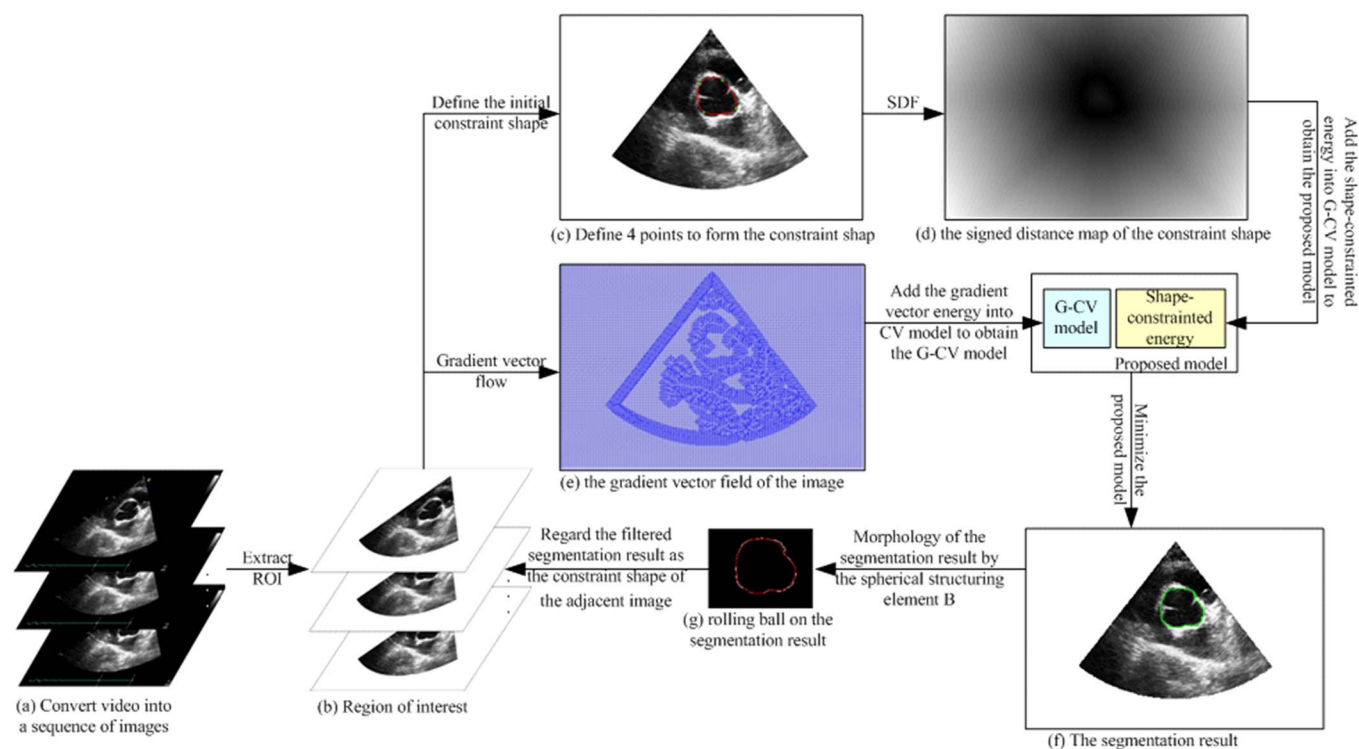 Define the initial
constraint shape
SDF
Add the shape-constrainted
energy into G-CV model to
obtain the proposed model
(c) Define 4 points to form the constraint shap
(d) the signed distance map of the constraint shape
Add the gradient
vector energy into
CV model to obtain
the G-CV model
G-CV
model
Shape-
constrainted
energy
Proposed model
Gradient vector
flow
Minimize the
proposed model
(e) the gradient vector field of the image
Extract
ROI
Regard the filtered
segmentation result as
the constraint shape of
the adjacent image
Morphology of the
segmentation result by
the spherical structuring
element B
(g) rolling ball on the
segmentation result
(a) Convert video into
a sequence of images
(b) Region of interest
(f) The segmentation result